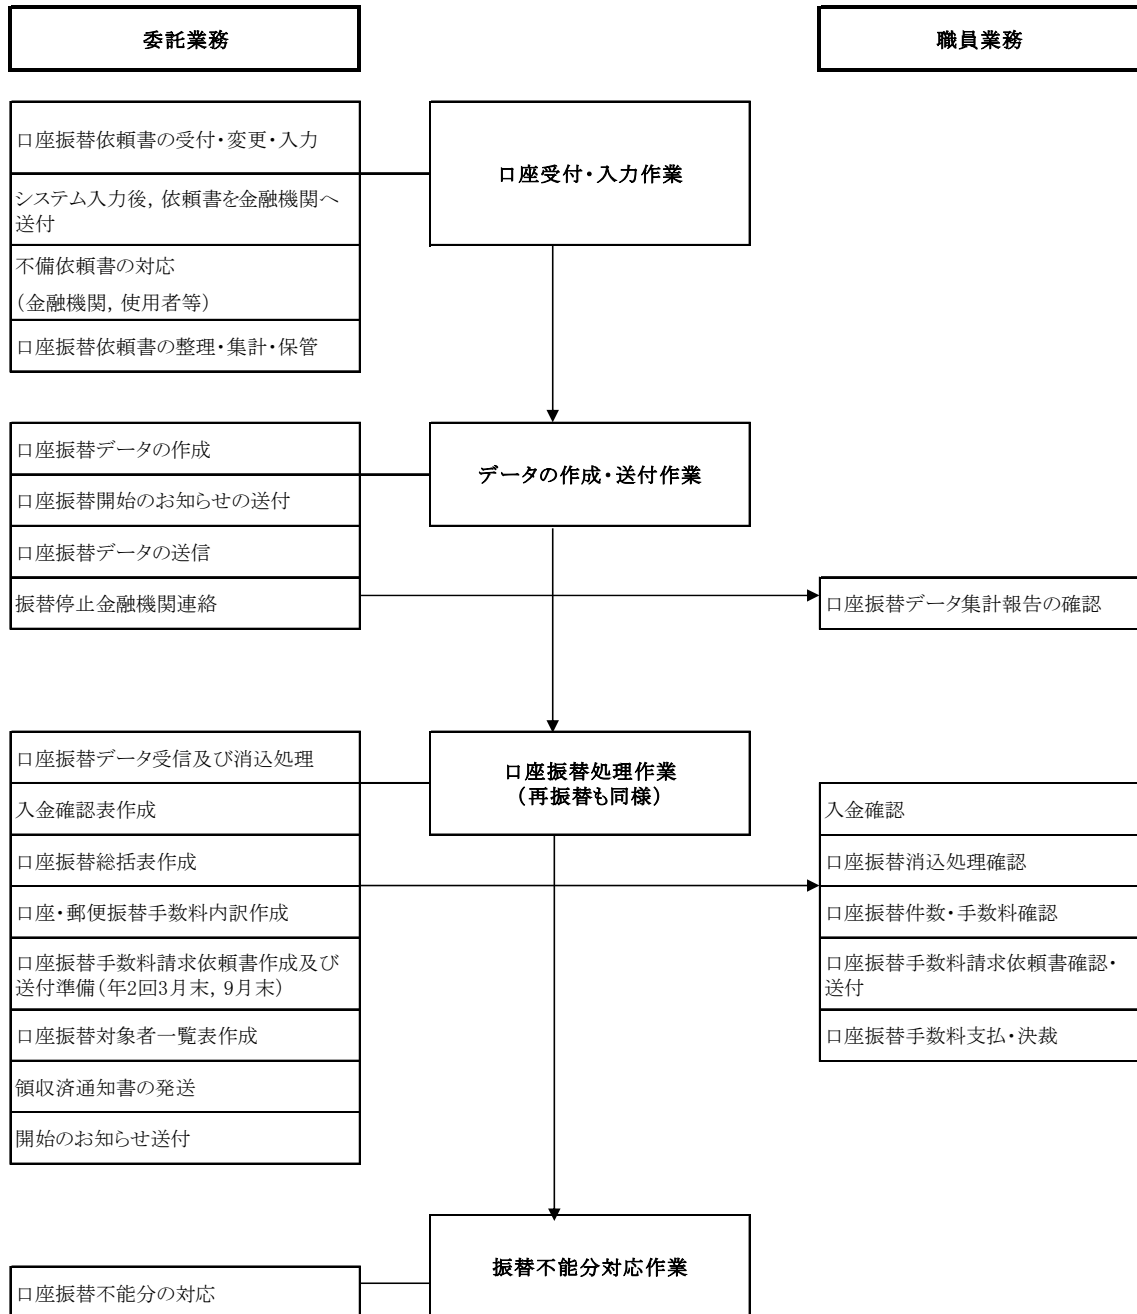 委託業務
職員業務
口座振替依頼書の受付・変更・入力
システム入力後，依頼書を金融機関へ
送付
不備依頼書の対応
（金融機関，使用者等）
口座振替依頼書の整理・集計・保管
口座受付・入力作業
口座振替データの作成
口座振替開始のお知らせの送付
口座振替データの送信
振替停止金融機関連絡
データの作成・送付作業
口座振替データ集計報告の確認
口座振替データ受信及び消込処理
入金確認表作成
口座振替総括表作成
口座・郵便振替手数料内訳作成
口座振替手数料請求依頼書作成及び
送付準備（年2回3月末，9月末）
口座振替対象者一覧表作成
領収済通知書の発送
開始のお知らせ送付
口座振替処理作業
（再振替も同様）
入金確認
口座振替消込処理確認
口座振替件数・手数料確認
口座振替手数料請求依頼書確認・
送付
口座振替手数料支払・決裁
振替不能分対応作業
口座振替不能分の対応